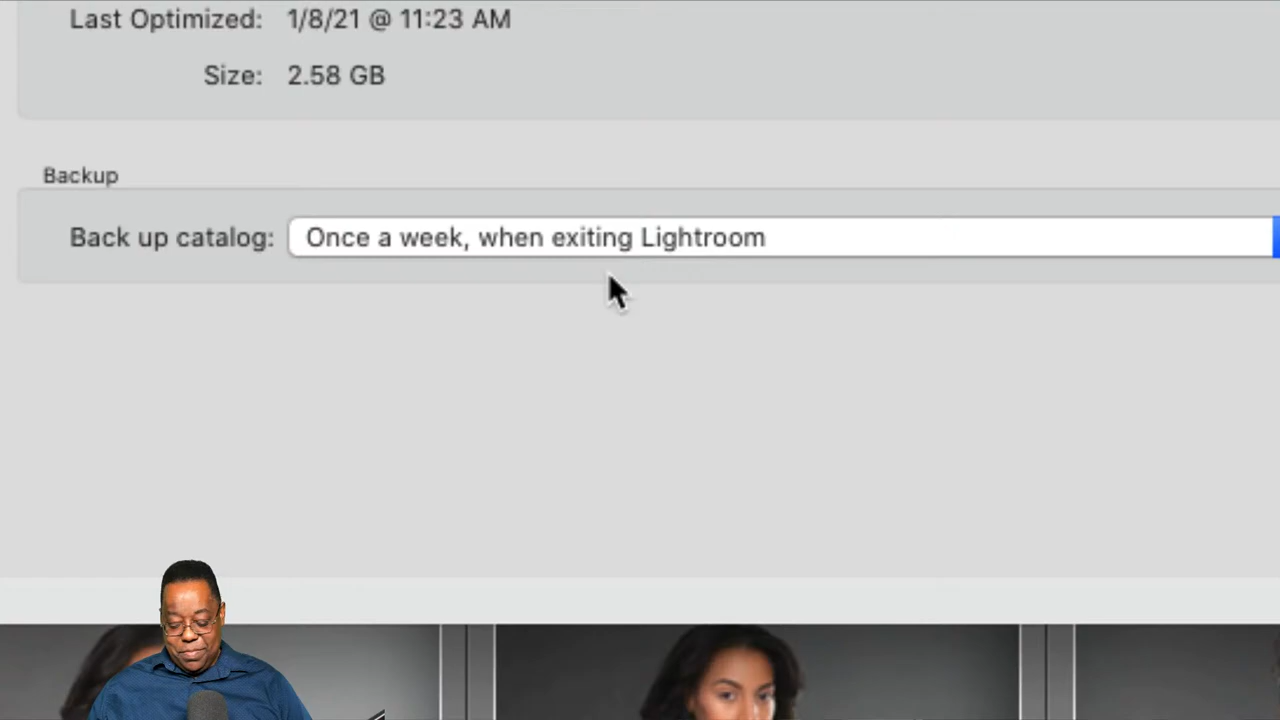 Last Optimized: 1/8/21 @ 11:23 AM
Size: 2.58 GB
Backup
Back up catalog: Once a week, when exiting Lightroom